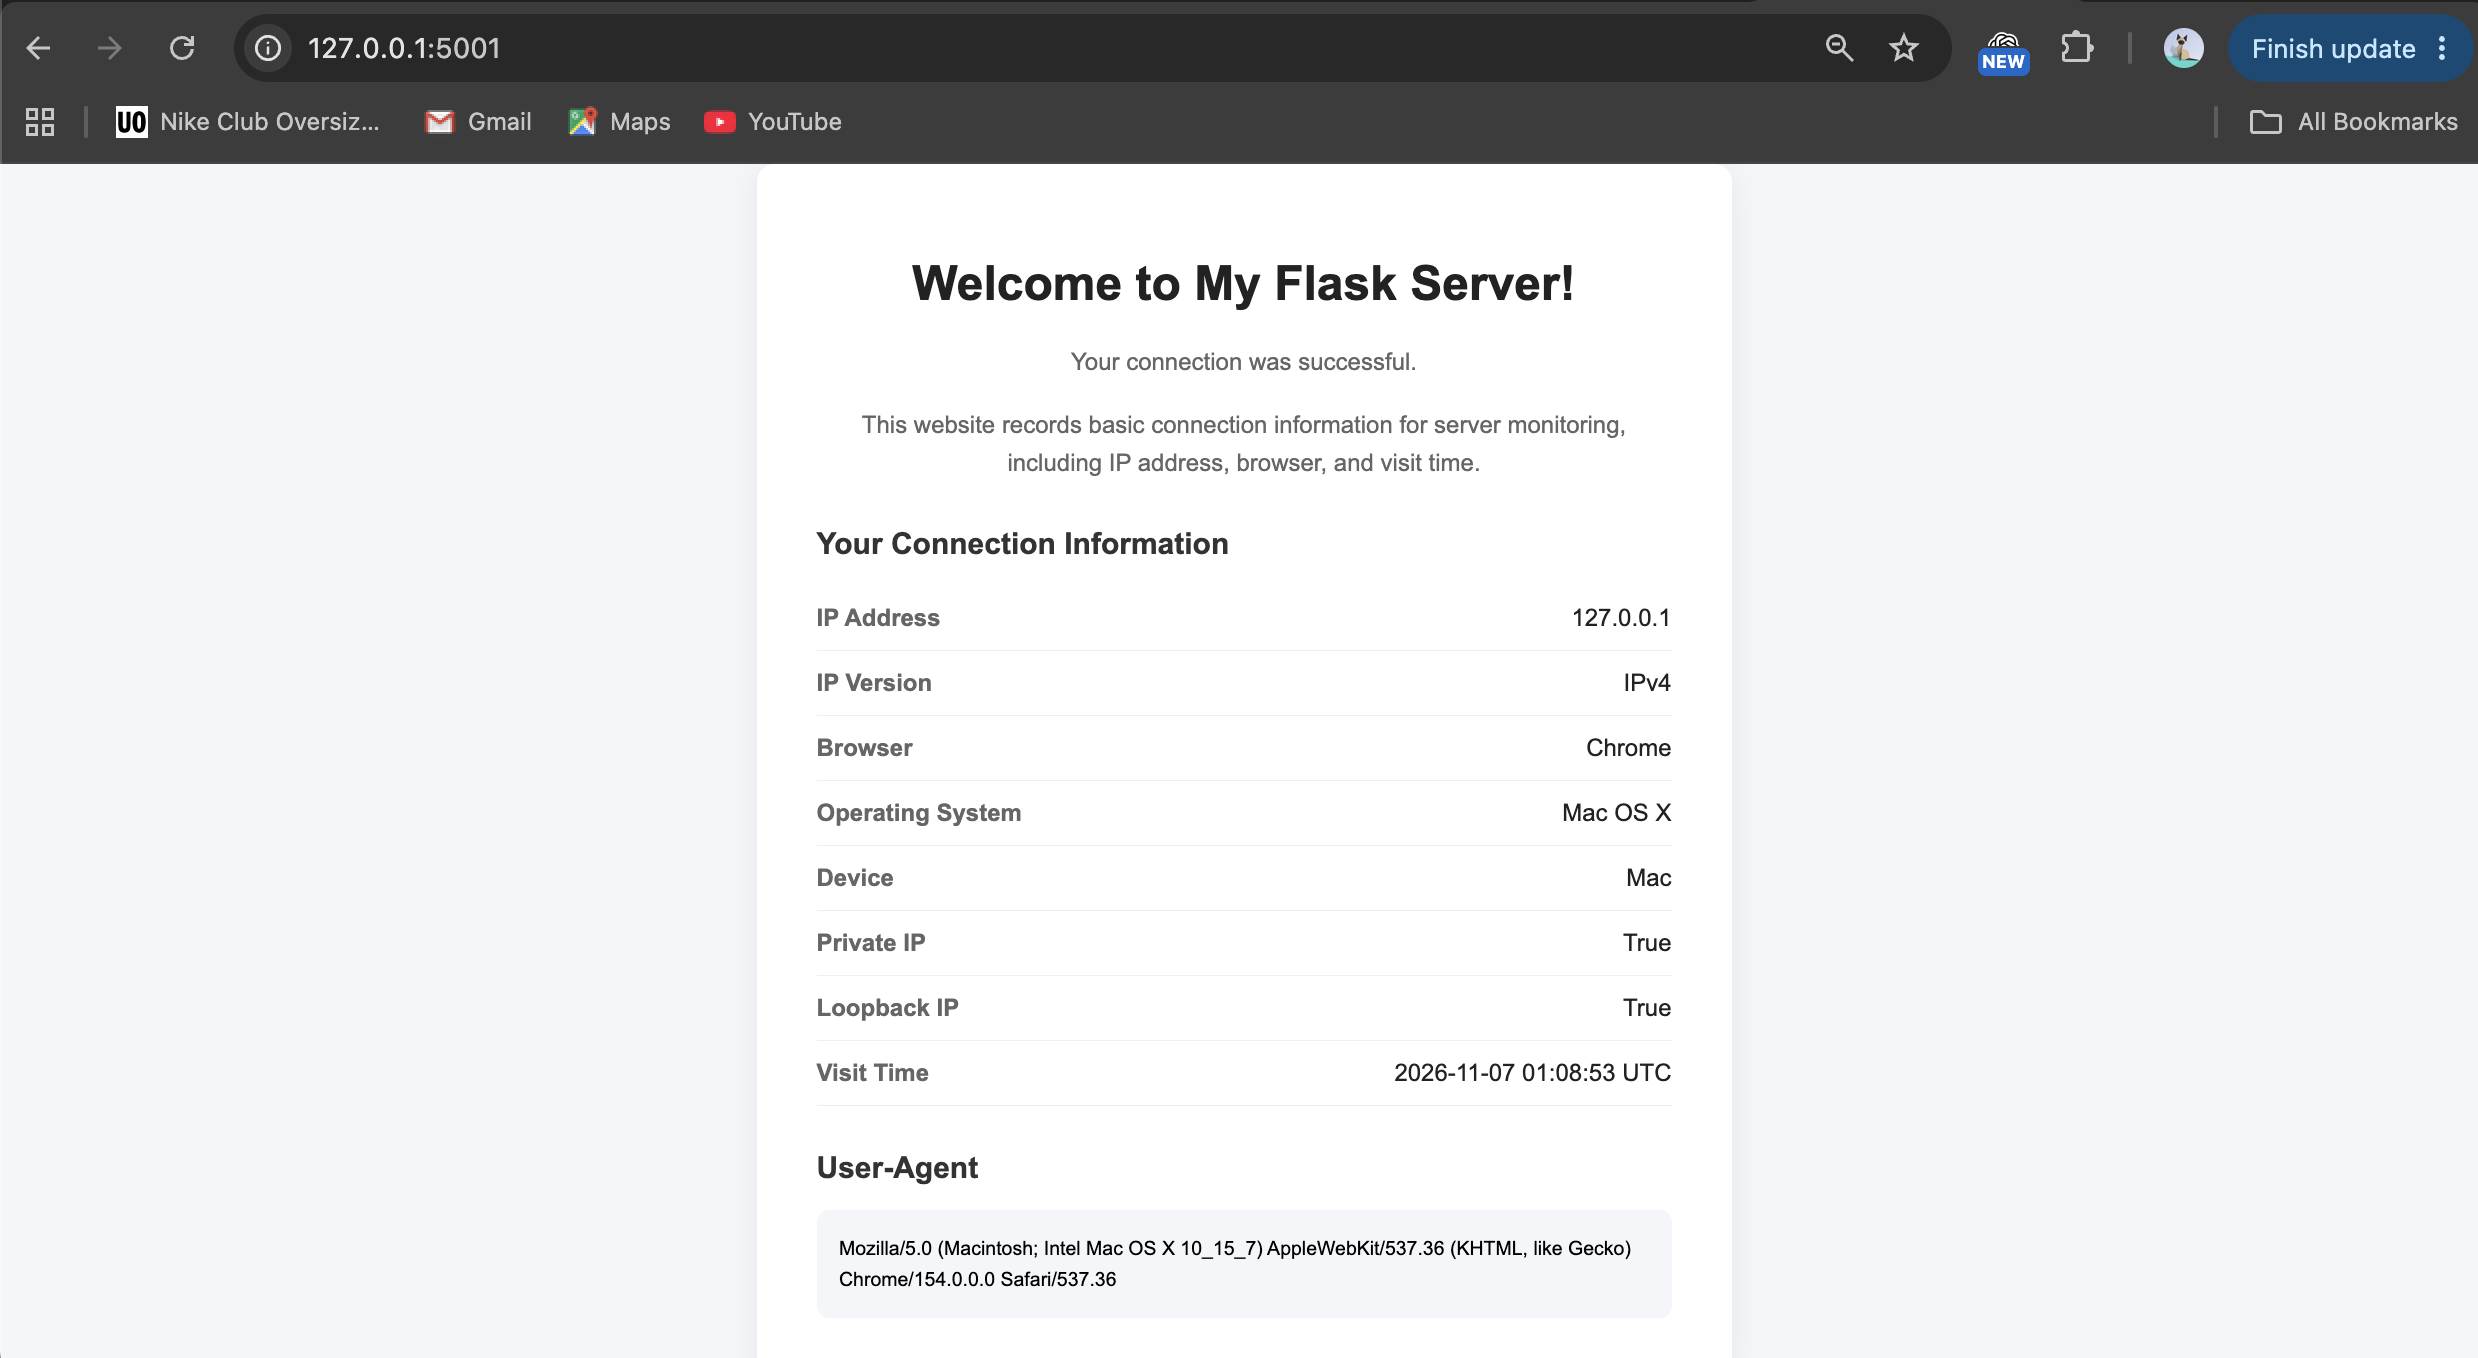 127.0.0.1:5001
NEW
Finish update
UO Nike Club Oversiz...
Gmail
Maps
YouTube
All Bookmarks
Welcome to My Flask Server!
Your connection was successful.
This website records basic connection information for server monitoring,
including IP address, browser, and visit time.
Your Connection Information
IP Address 127.0.0.1
IP Version IPv4
Browser Chrome
Operating System Mac OS X
Device Mac
Private IP True
Loopback IP True
Visit Time 2026-11-07 01:08:53 UTC
User-Agent
Mozilla/5.0 (Macintosh; Intel Mac OS X 10_15_7) AppleWebKit/537.36 (KHTML, like Gecko)
Chrome/154.0.0.0 Safari/537.36